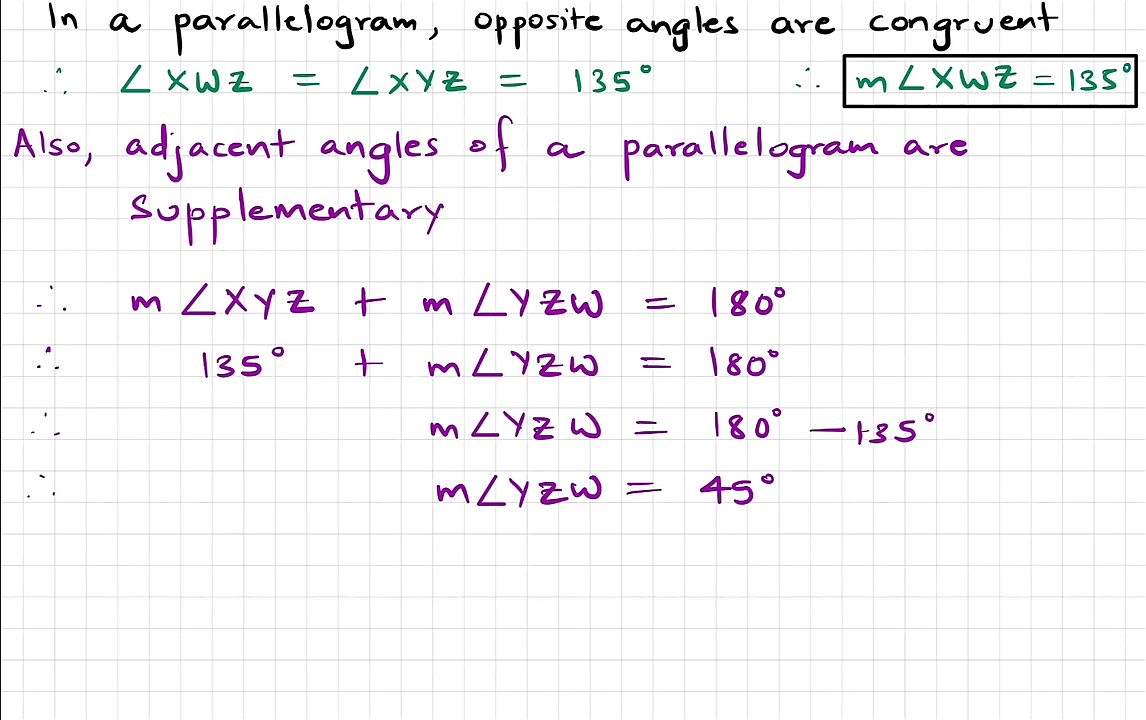 In a parallelogram, opposite angles are congruent
∴ ∠XWZ = ∠XYZ = 135° ∴ m∠XWZ = 135°
Also, adjacent angles of a parallelogram are
Supplementary
∴ m∠XYZ + m∠YZW = 180°
∴ 135° + m∠YZW = 180°
∴ m∠YZW = 180° - 135°
∴ m∠YZW = 45°